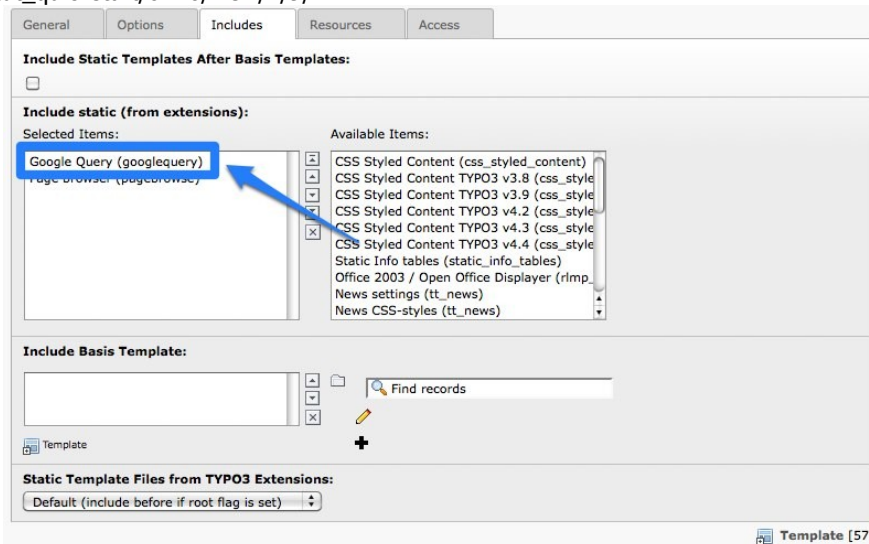 General Options Includes Resources Access
Include Static Templates After Basis Templates:
Include static (from extensions):
Selected Items: Available Items:
Google Query (googlequery)
Page browser (pagebrowse)
CSS Styled Content (css_styled_content)
CSS Styled Content TYPO3 v3.8 (css_style
CSS Styled Content TYPO3 v3.9 (css_style
CSS Styled Content TYPO3 v4.2 (css_style
CSS Styled Content TYPO3 v4.3 (css_style
CSS Styled Content TYPO3 v4.4 (css_style
Static Info tables (static_info_tables)
Office 2003 / Open Office Displayer (rlmp_
News settings (tt_news)
News CSS-styles (tt_news)
Include Basis Template:
Find records
Template
Static Template Files from TYPO3 Extensions:
Default (include before if root flag is set)
Template [57